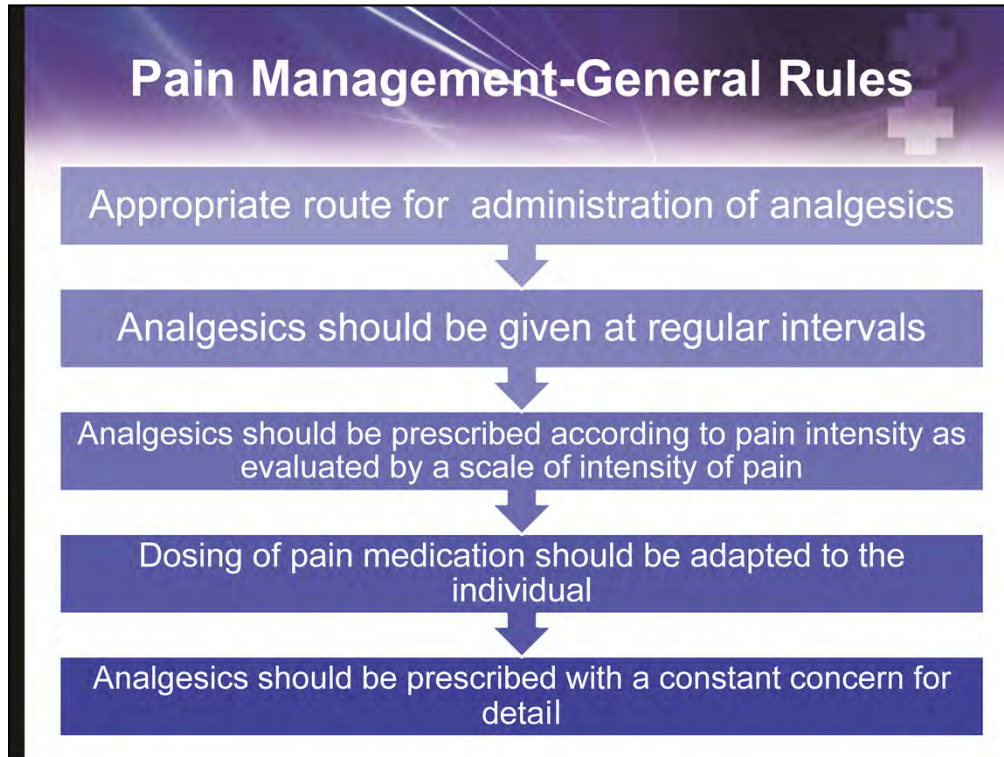 Pain Management-General Rules
Appropriate route for administration of analgesics
Analgesics should be given at regular intervals
Analgesics should be prescribed according to pain intensity as
evaluated by a scale of intensity of pain
Dosing of pain medication should be adapted to the
individual
Analgesics should be prescribed with a constant concern for
detail